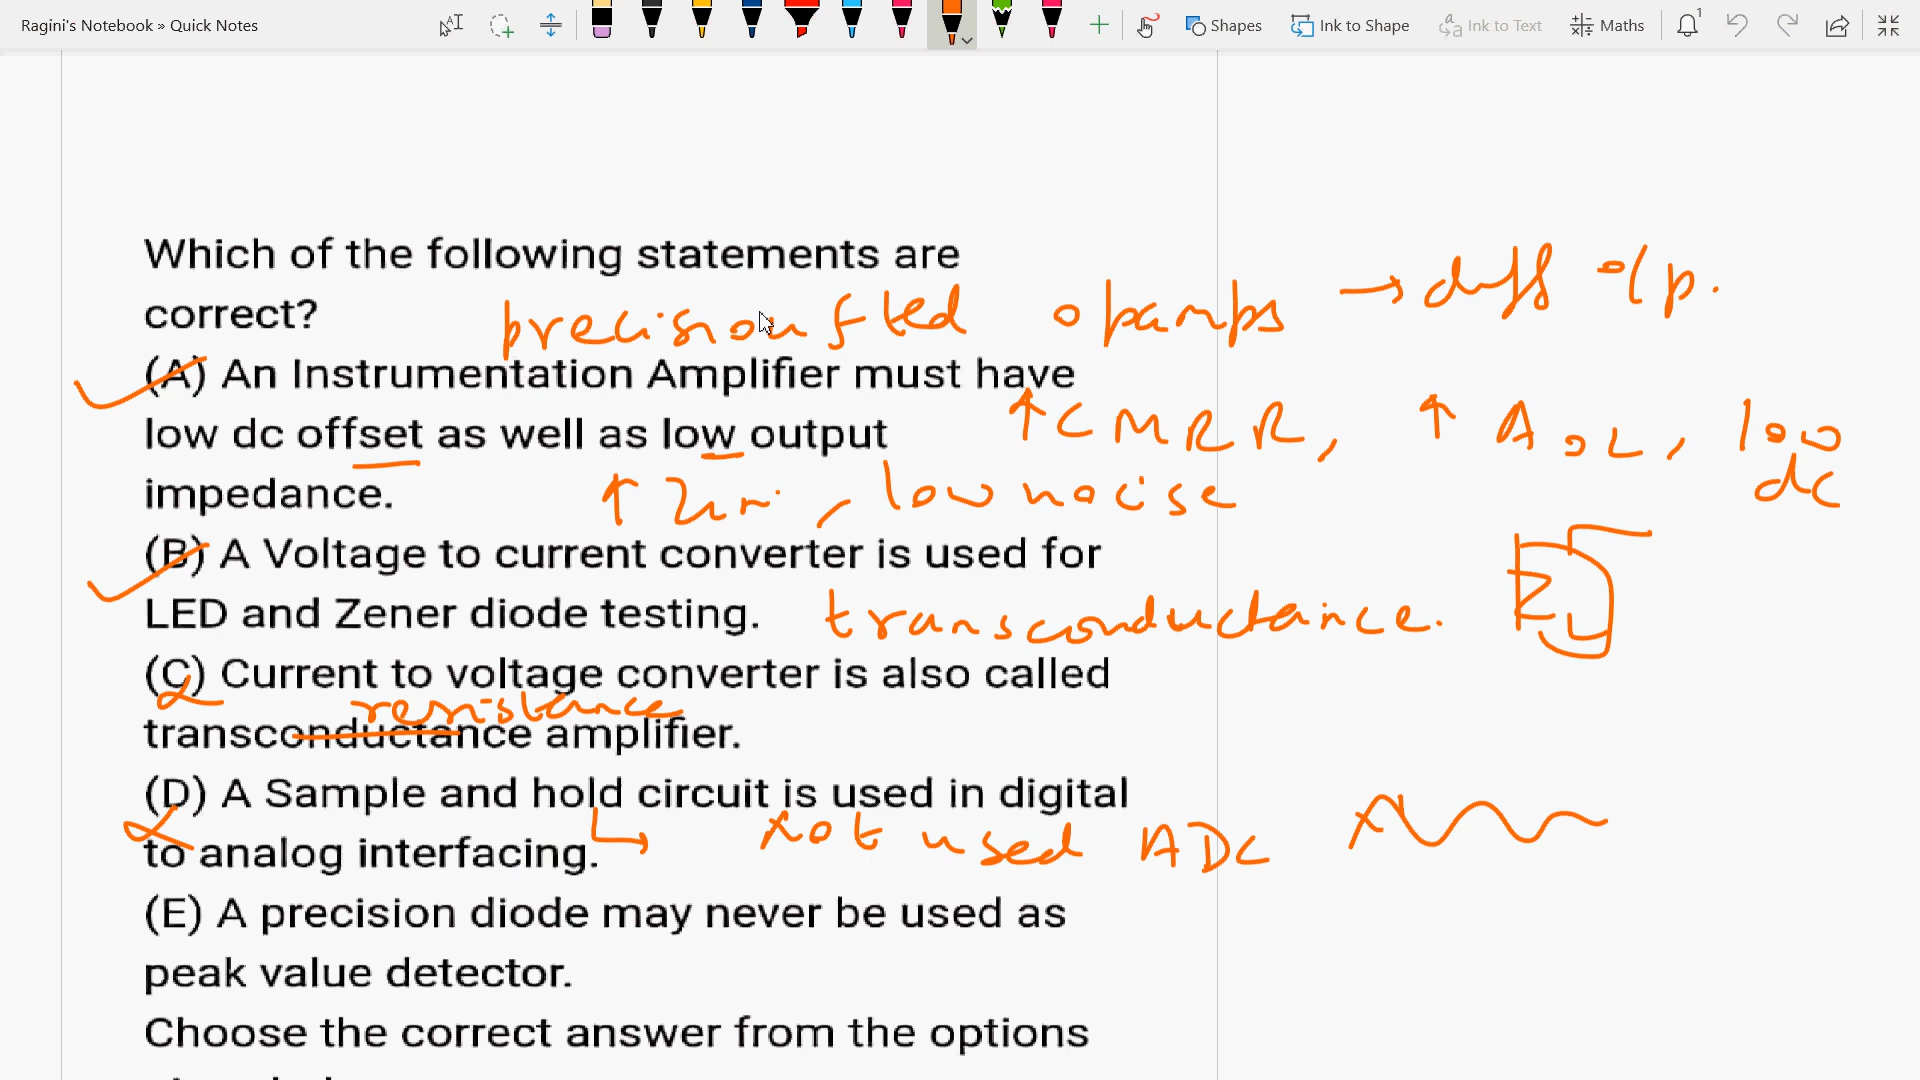 Ragini's Notebook » Quick Notes
Shapes
Ink to Shape
Ink to Text
Maths
1
Which of the following statements are
correct?
precision fted opamps → diff o/p.
(A) An Instrumentation Amplifier must have
low dc offset as well as low output
↑ CMRR, ↑ AOL, low
dc
impedance.
↑ Zin, low nocise
(B) A Voltage to current converter is used for
LED and Zener diode testing.
transconductance.
(C) Current to voltage converter is also called
resistance
transconductance amplifier.
(D) A Sample and hold circuit is used in digital
to analog interfacing.
not used ADC
(E) A precision diode may never be used as
peak value detector.
Choose the correct answer from the options